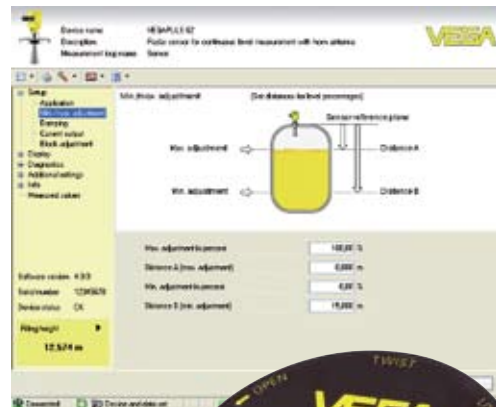 Device name VEGAPULS 62
Description Radar sensor for continuous level measurement with horn antenna
Measurement loop name Sensor
VEGA
Setup
Application
Min./max. adjustment
Damping
Current output
Block adjustment
Display
Diagnostics
Additional settings
Info
Measured values
Min./max. adjustment (Set distances for level percentages)
Sensor reference plane
Max. adjustment
Distance A
Min. adjustment
Distance B
Max. adjustment in percent 100,00 %
Distance A (max. adjustment) 0,000 m
Min. adjustment in percent 0,00 %
Distance B (min. adjustment) 15,000 m
Software version
Serial number 12345678
Device status OK
Filling height
12,574 m
OPEN
TWIST
VEGA
Connected
Device and data set